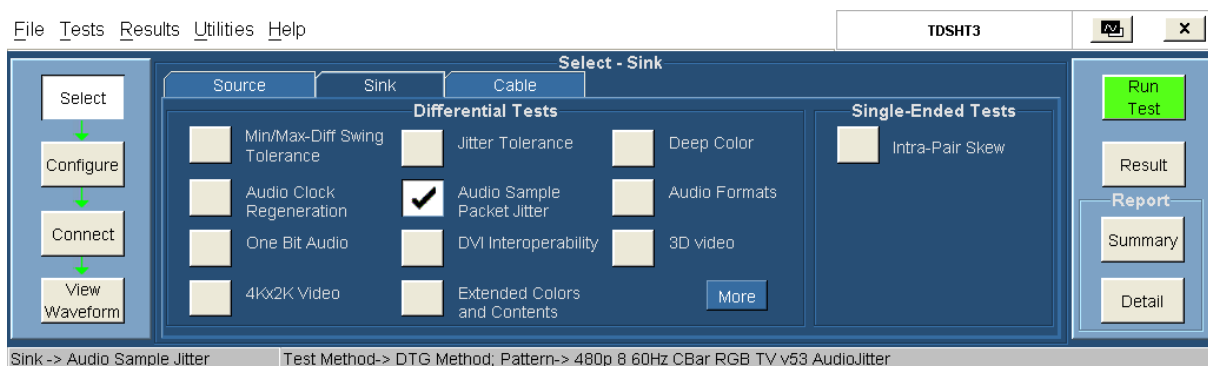 File Tests Results Utilities Help
TDSHT3
x
Select - Sink
Select
Configure
Connect
View
Waveform
Source Sink Cable
Differential Tests
Min/Max-Diff Swing
Tolerance
Jitter Tolerance
Deep Color
Audio Clock
Regeneration
Audio Sample
Packet Jitter
Audio Formats
One Bit Audio
DVI Interoperability
3D video
4Kx2K Video
Extended Colors
and Contents
More
Single-Ended Tests
Intra-Pair Skew
Run
Test
Result
Report
Summary
Detail
Sink -> Audio Sample Jitter Test Method-> DTG Method; Pattern-> 480p 8 60Hz CBar RGB TV v53 AudioJitter